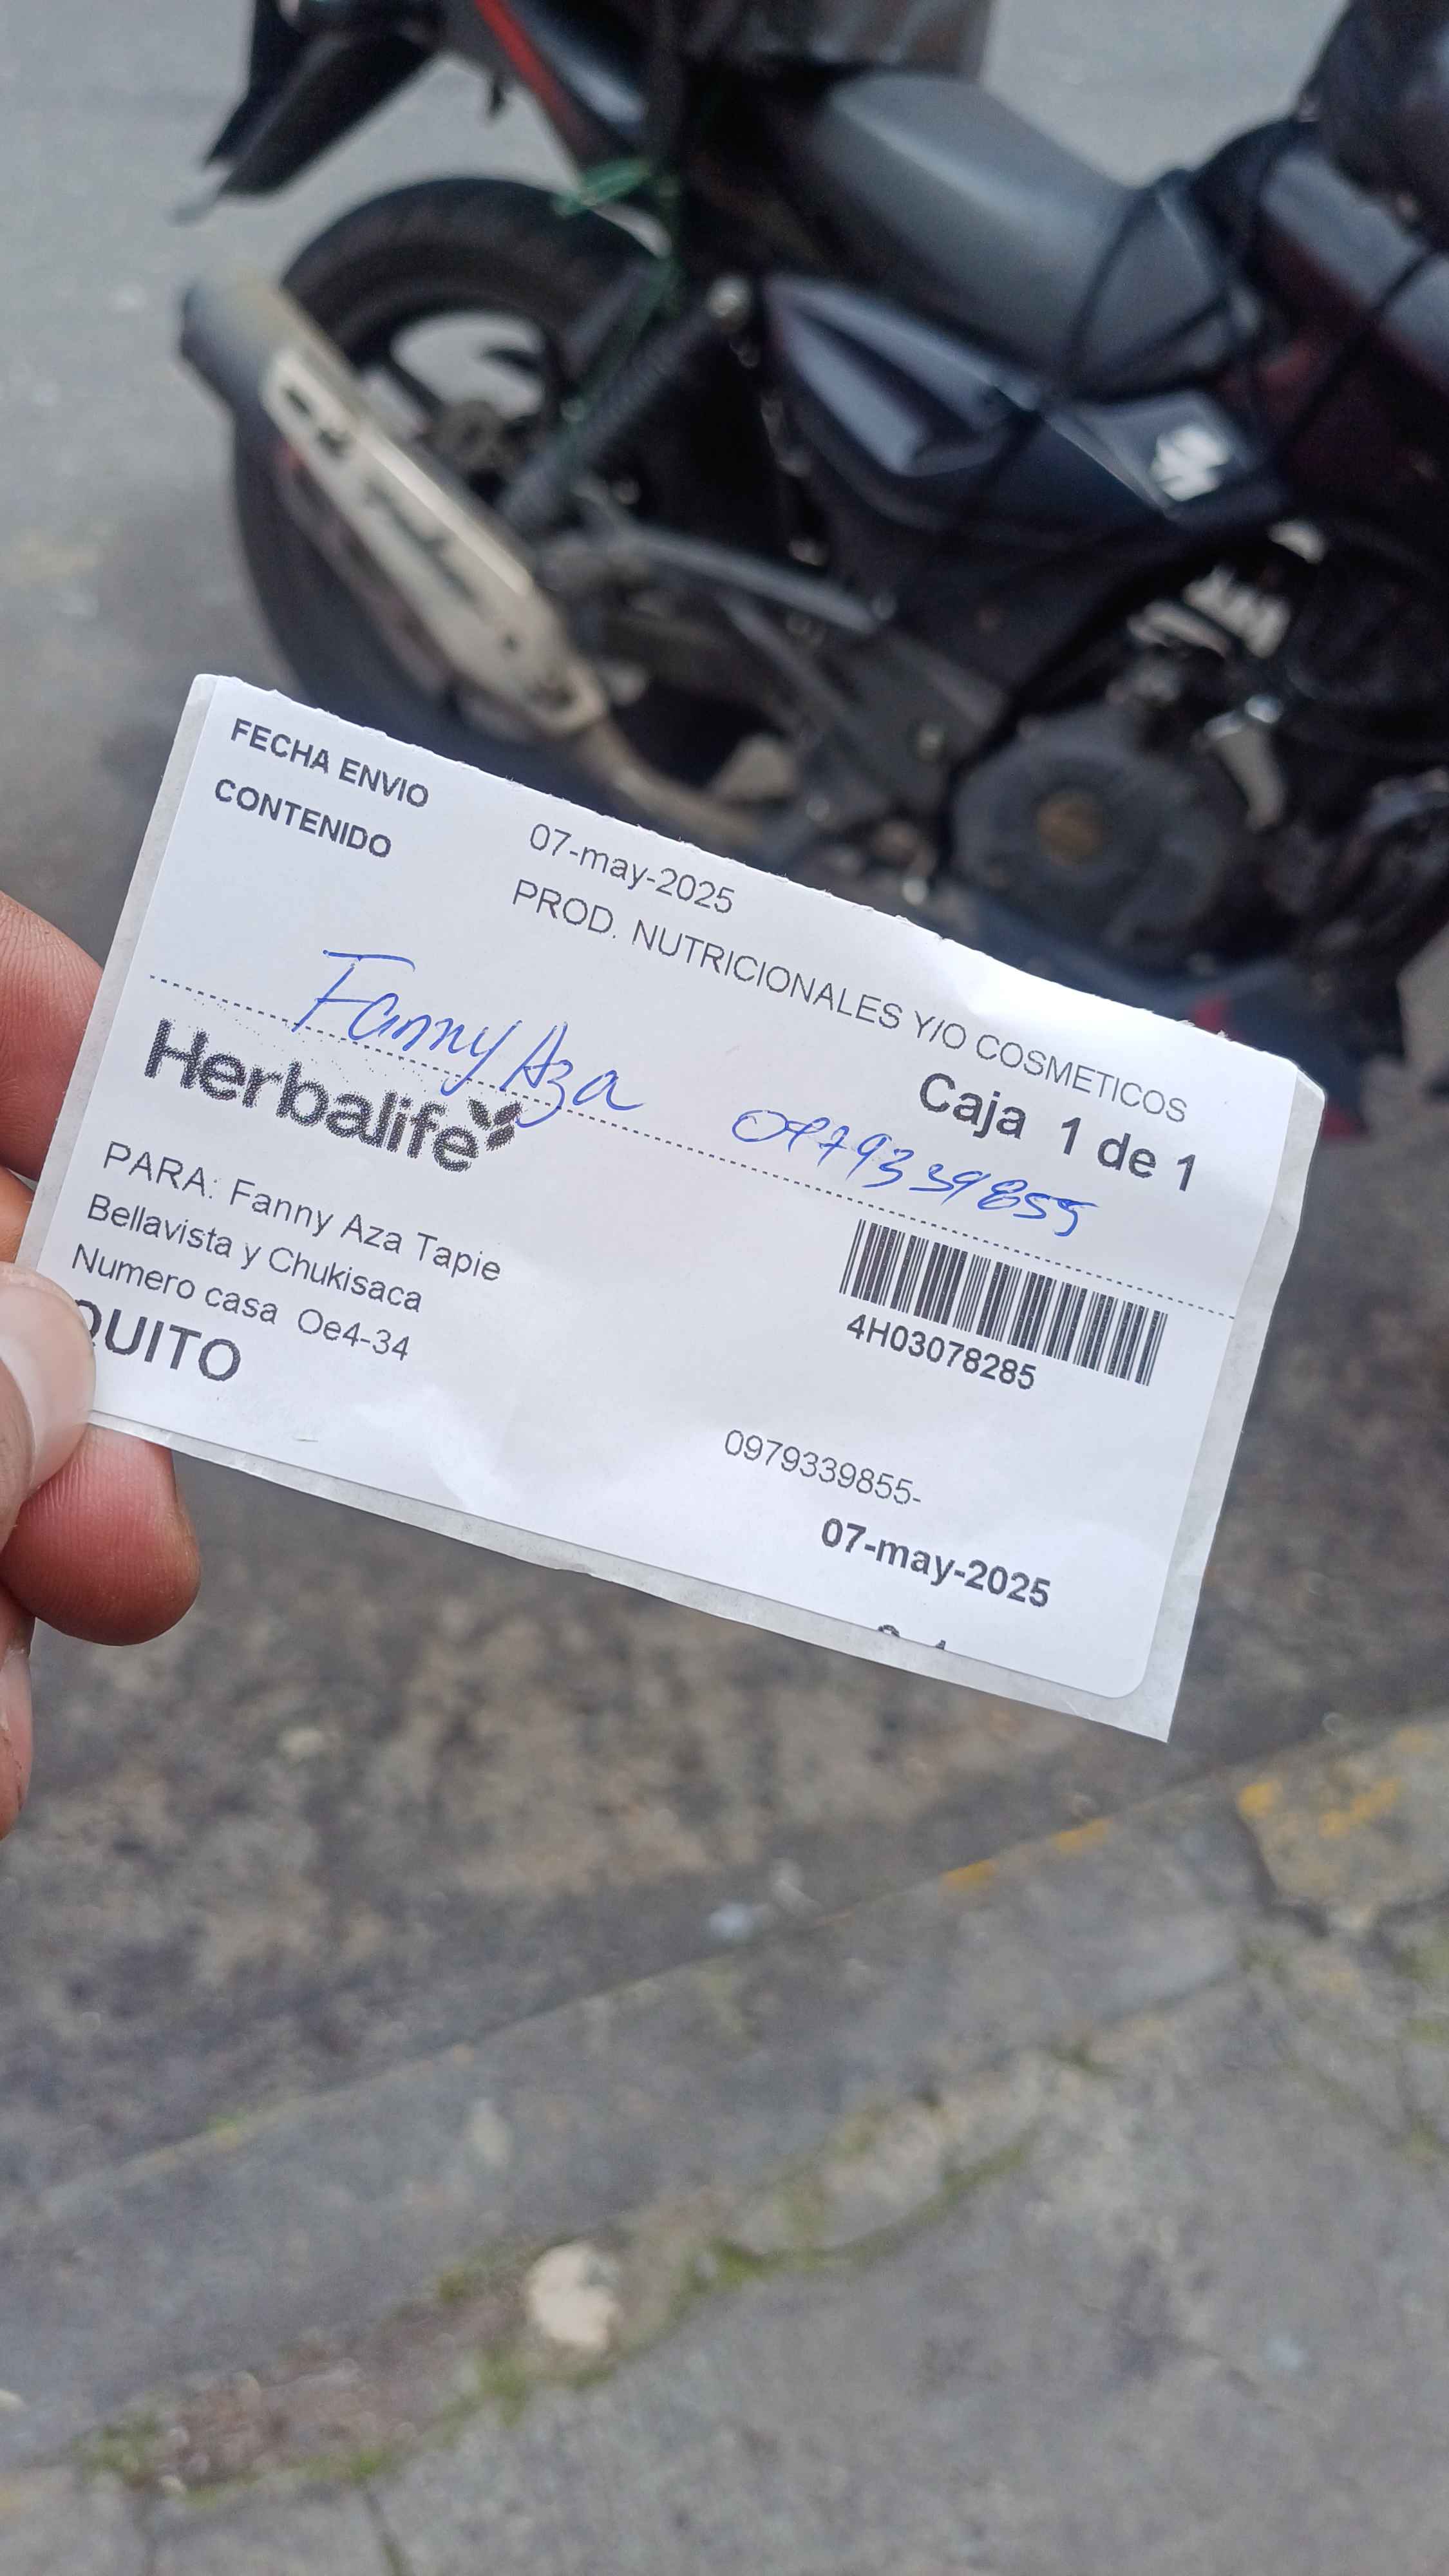 FECHA ENVIO 07-may-2025
CONTENIDO PROD. NUTRICIONALES Y/O COSMETICOS
Caja 1 de 1
Fanny Aza 0979339855
Herbalife
PARA: Fanny Aza Tapie
Bellavista y Chukisaca
Numero casa Oe4-34
QUITO
4H03078285
0979339855-
07-may-2025